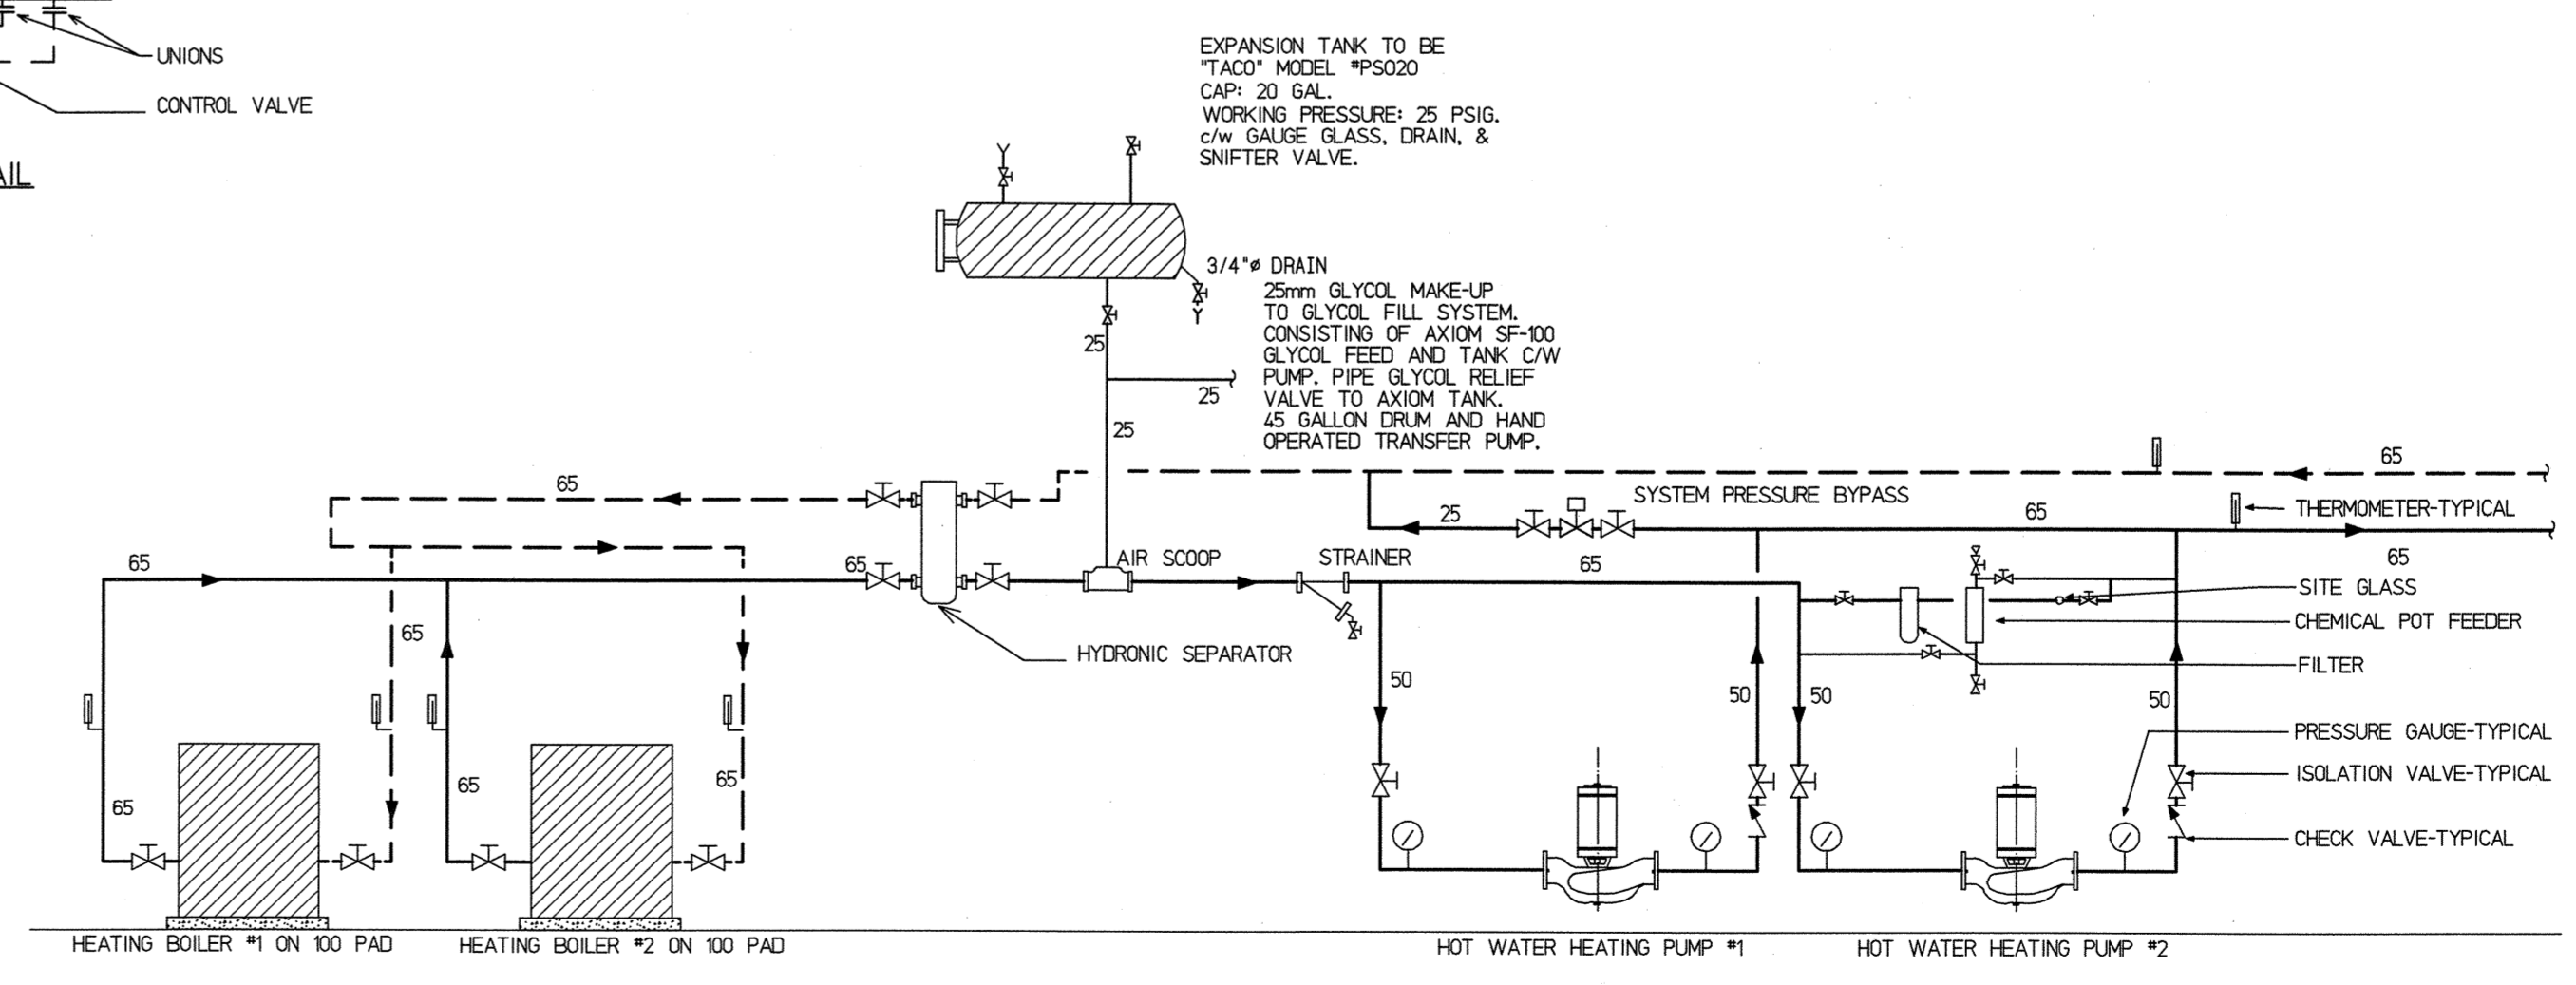 UNIONS
CONTROL VALVE
AIL
EXPANSION TANK TO BE
"TACO" MODEL #PS020
CAP: 20 GAL.
WORKING PRESSURE: 25 PSIG.
c/w GAUGE GLASS, DRAIN, &
SNIFTER VALVE.
3/4"ø DRAIN
25mm GLYCOL MAKE-UP
TO GLYCOL FILL SYSTEM.
CONSISTING OF AXIOM SF-100
GLYCOL FEED AND TANK C/W
PUMP. PIPE GLYCOL RELIEF
VALVE TO AXIOM TANK.
45 GALLON DRUM AND HAND
OPERATED TRANSFER PUMP.
25
25
25
65
65
SYSTEM PRESSURE BYPASS
25
65
THERMOMETER-TYPICAL
65
65
65
AIR SCOOP
STRAINER
65
65
SITE GLASS
CHEMICAL POT FEEDER
FILTER
HYDRONIC SEPARATOR
65
50
50
50
50
PRESSURE GAUGE-TYPICAL
ISOLATION VALVE-TYPICAL
CHECK VALVE-TYPICAL
65
65
65
HEATING BOILER #1 ON 100 PAD
HEATING BOILER #2 ON 100 PAD
HOT WATER HEATING PUMP #1
HOT WATER HEATING PUMP #2